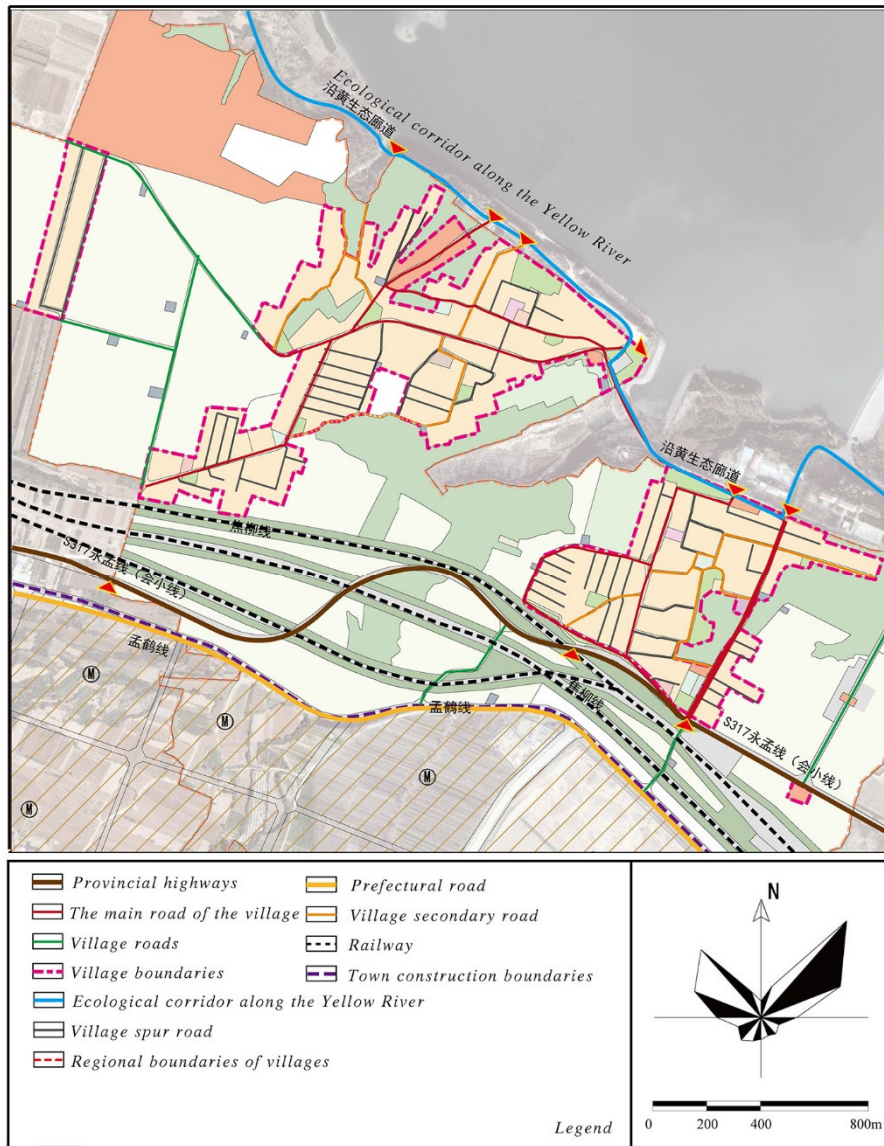 Ecological corridor along the Yellow River
沿黄生态廊道
沿黄生态廊道
焦柳线
S317永孟线（会小线）
孟鹤线
焦柳线
孟鹤线
S317永孟线（会小线）
M
M
M
M
Provincial highways
Prefectural road
The main road of the village
Village secondary road
Village roads
Railway
Village boundaries
Town construction boundaries
Ecological corridor along the Yellow River
Village spur road
Regional boundaries of villages
Legend
N
0 200 400 800m